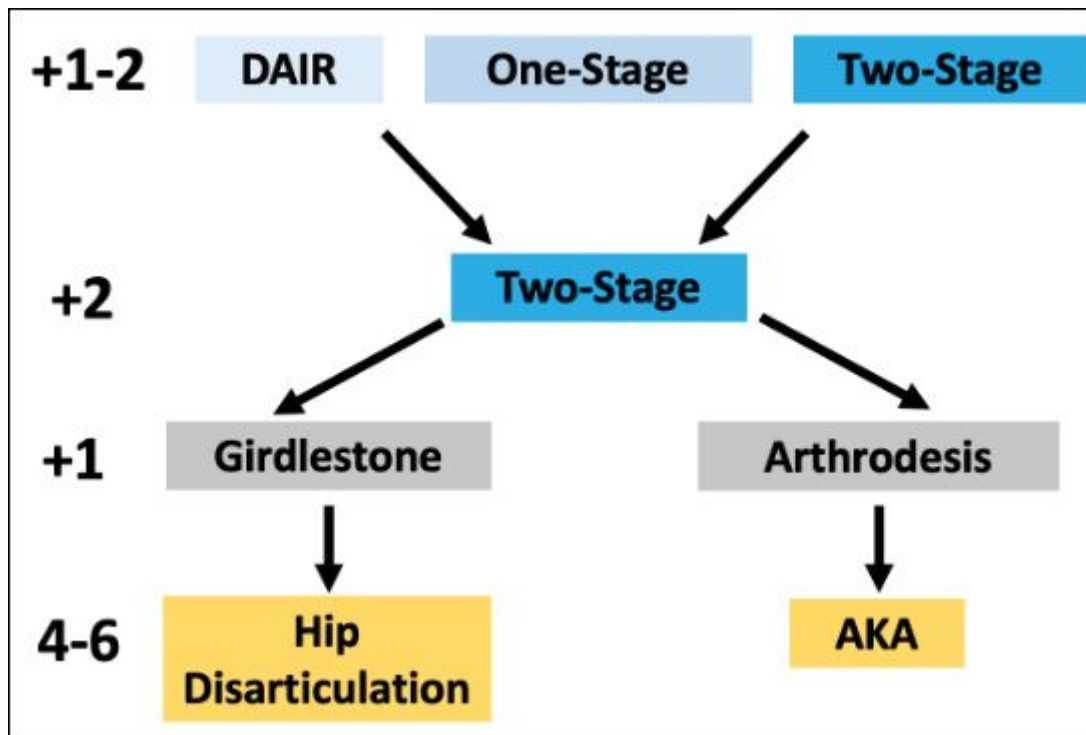 +1-2 DAIR One-Stage Two-Stage
+2 Two-Stage
+1 Girdlestone Arthrodesis
4-6 Hip Disarticulation AKA